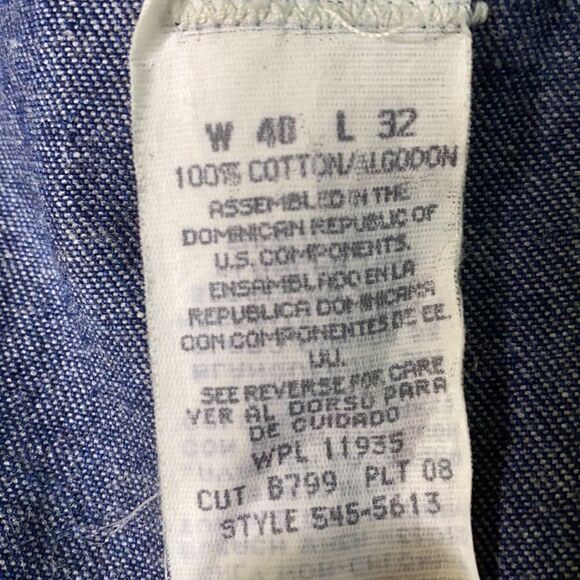 W 40 L 32
100% COTTON/ALGODON
ASSEMBLED IN THE
DOMINICAN REPUBLIC OF
U.S. COMPONENTS.
ENSAMBLADO EN LA
REPUBLICA DOMINICANA
CON COMPONENTES DE EE.
UU.
SEE REVERSE FOR CARE
VER AL DORSO PARA
DE CUIDADO
WPL 11935
CUT 8799 PLT 08
STYLE 545-5613